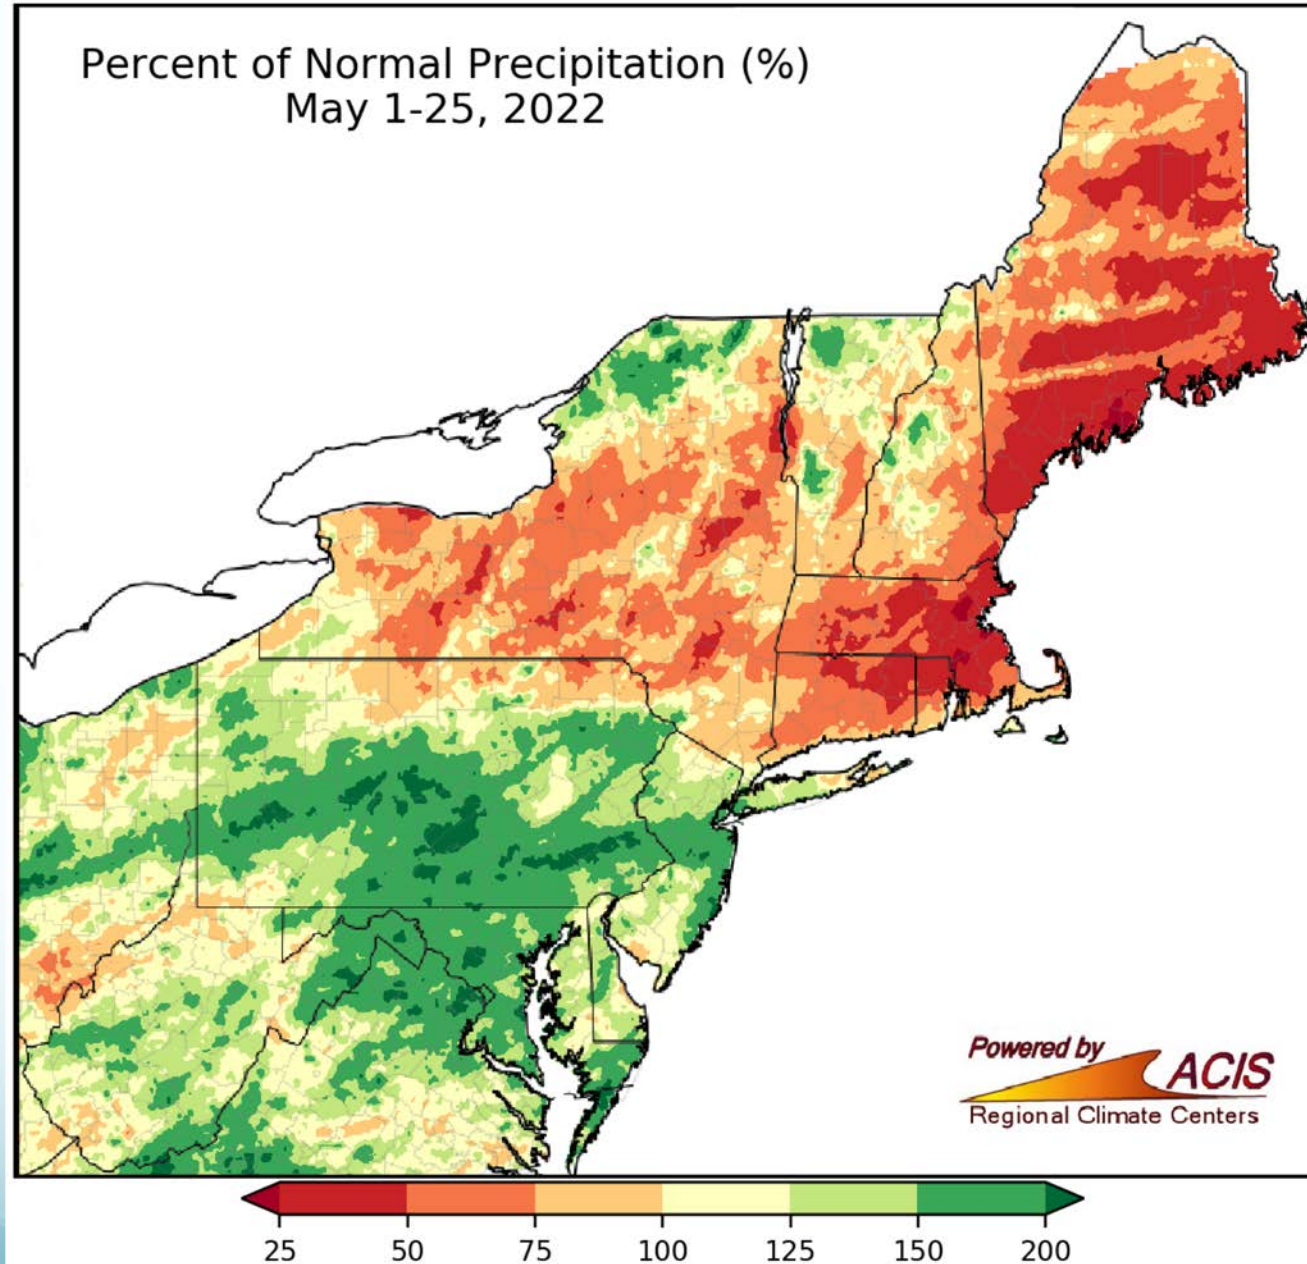 Percent of Normal Precipitation (%)
May 1-25, 2022
Powered by ACIS
Regional Climate Centers
25 50 75 100 125 150 200